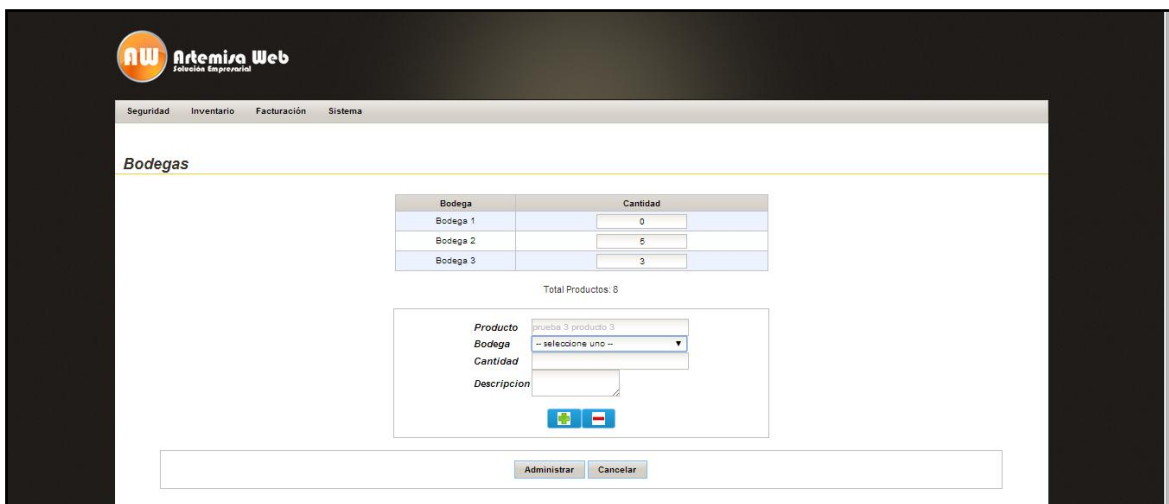 AW Artemisa Web
Solución Empresarial
Seguridad Inventario Facturación Sistema
Bodegas
Bodega Cantidad
Bodega 1 0
Bodega 2 5
Bodega 3 3
Total Productos: 8
Producto prueba 3 producto 3
Bodega -- seleccione uno --
Cantidad
Descripcion
Administrar Cancelar